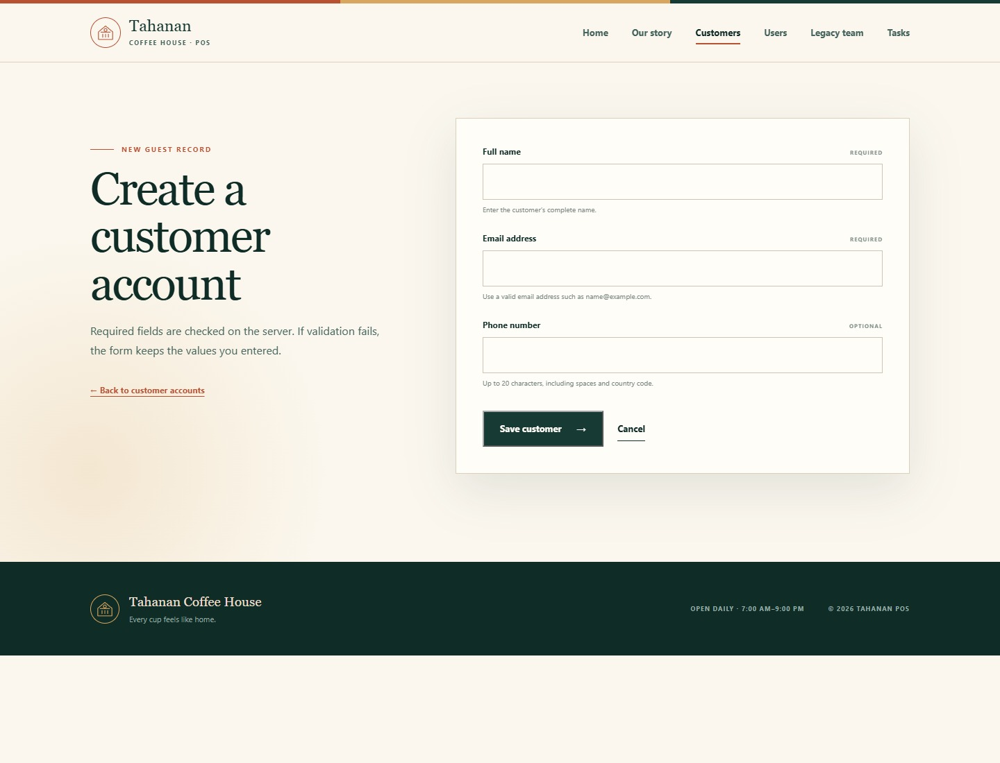 Tahanan
COFFEE HOUSE · POS
Home
Our story
Customers
Users
Legacy team
Tasks
NEW GUEST RECORD
Create a
customer
account
Required fields are checked on the server. If validation fails,
the form keeps the values you entered.
← Back to customer accounts
Full name
REQUIRED
Enter the customer's complete name.
Email address
REQUIRED
Use a valid email address such as name@example.com.
Phone number
OPTIONAL
Up to 20 characters, including spaces and country code.
Save customer →
Cancel
Tahanan Coffee House
Every cup feels like home.
OPEN DAILY · 7:00 AM–9:00 PM
© 2026 TAHANAN POS